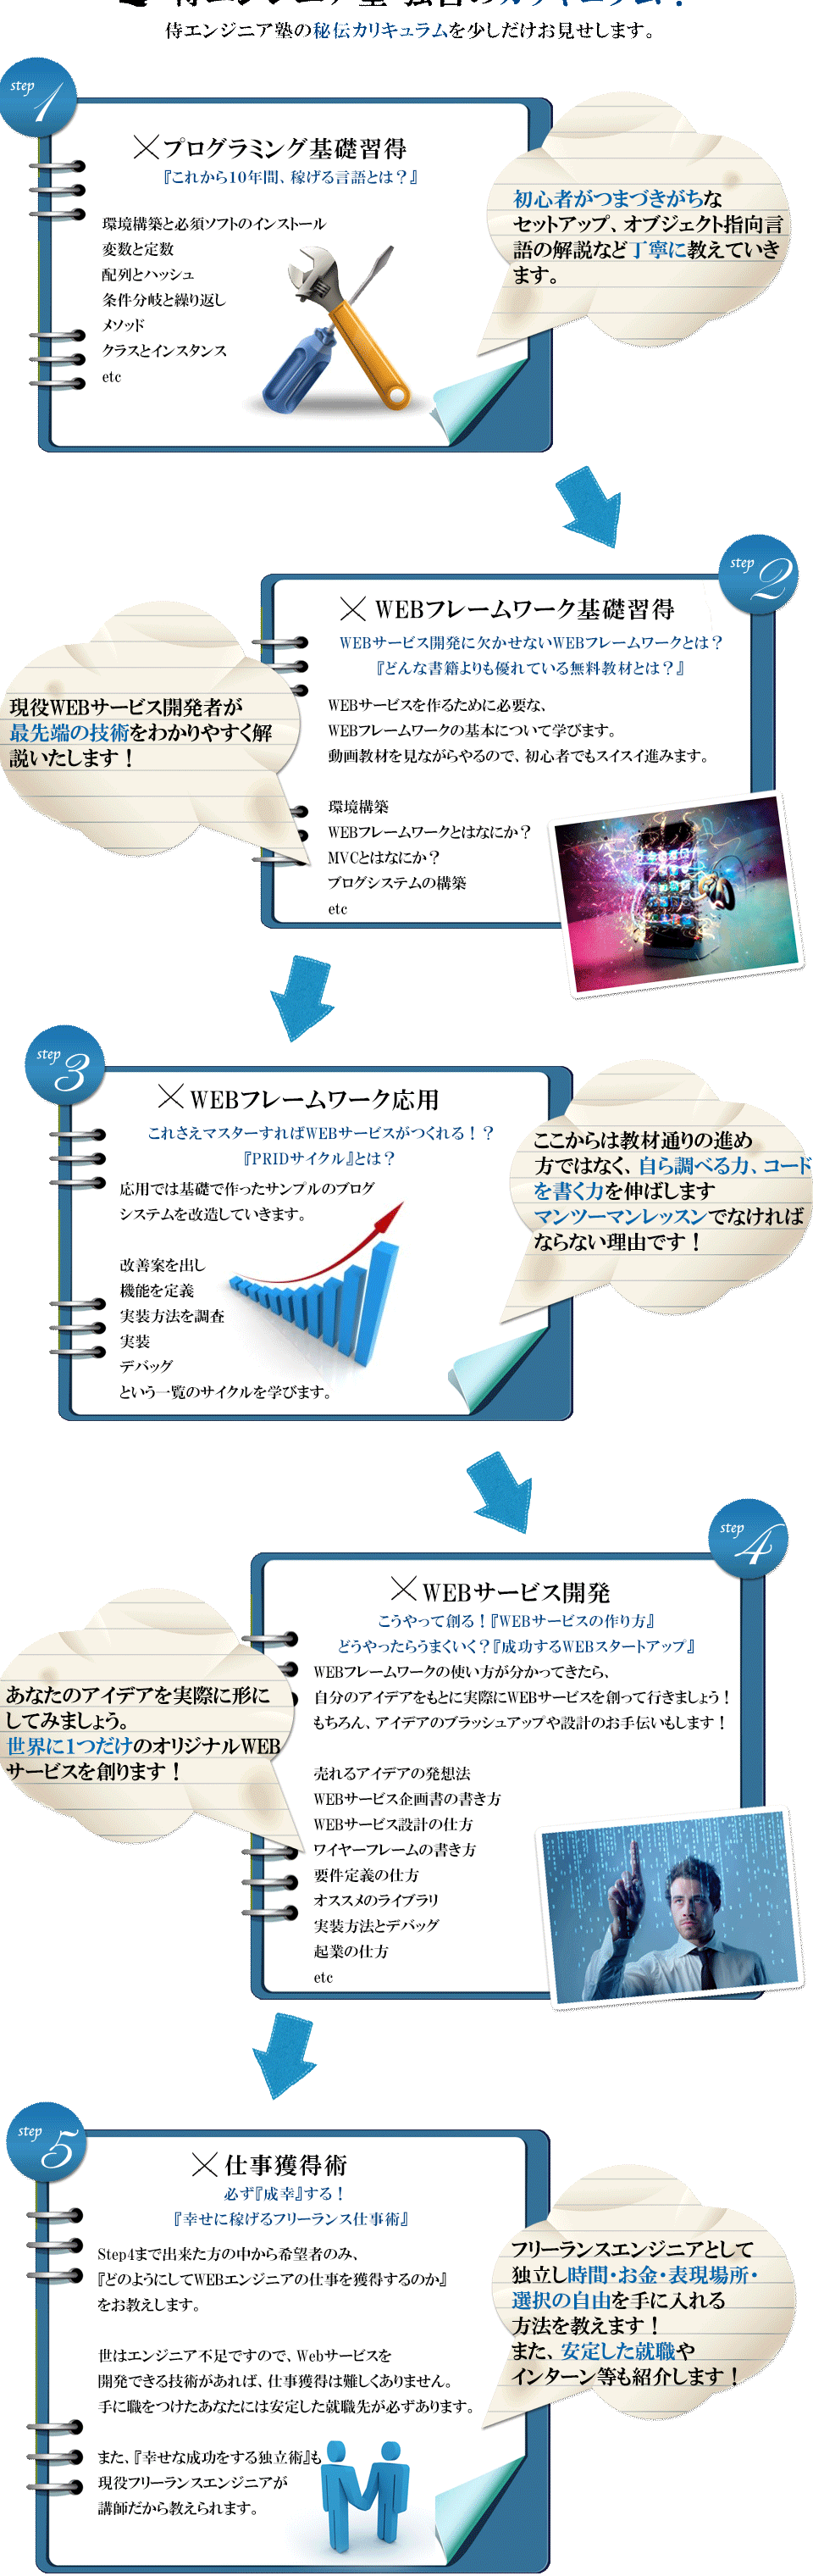 侍エンジニア塾 独自のカリキュラム！
侍エンジニア塾の秘伝カリキュラムを少しだけお見せします。
step 1
プログラミング基礎習得
『これから10年間、稼げる言語とは？』
環境構築と必須ソフトのインストール
変数と定数
配列とハッシュ
条件分岐と繰り返し
メソッド
クラスとインスタンス
etc
初心者がつまづきがちな
セットアップ、オブジェクト指向言
語の解説など丁寧に教えていき
ます。
step 2
WEBフレームワーク基礎習得
WEBサービス開発に欠かせないWEBフレームワークとは？
『どんな書籍よりも優れている無料教材とは？』
WEBサービスを作るために必要な、
WEBフレームワークの基本について学びます。
動画教材を見ながらやるので、初心者でもスイスイ進みます。
環境構築
WEBフレームワークとはなにか？
MVCとはなにか？
ブログシステムの構築
etc
現役WEBサービス開発者が
最先端の技術をわかりやすく解
説いたします！
step 3
WEBフレームワーク応用
これさえマスターすればWEBサービスがつくれる！？
『PRIDサイクル』とは？
応用では基礎で作ったサンプルのブログ
システムを改造していきます。
改善案を出し
機能を定義
実装方法を調査
実装
デバッグ
という一覧のサイクルを学びます。
ここからは教材通りの進め
方ではなく、自ら調べる力、コード
を書く力を伸ばします
マンツーマンレッスンでなければ
ならない理由です！
step 4
WEBサービス開発
こうやって創る！『WEBサービスの作り方』
どうやったらうまくいく？『成功するWEBスタートアップ』
WEBフレームワークの使い方が分かってきたら、
自分のアイデアをもとに実際にWEBサービスを創って行きましょう！
もちろん、アイデアのブラッシュアップや設計のお手伝いもします！
売れるアイデアの発想法
WEBサービス企画書の書き方
WEBサービス設計の仕方
ワイヤーフレームの書き方
要件定義の仕方
オススメのライブラリ
実装方法とデバッグ
起業の仕方
etc
あなたのアイデアを実際に形に
してみましょう。
世界に1つだけのオリジナルWEB
サービスを創ります！
step 5
仕事獲得術
必ず『成幸』する！
『幸せに稼げるフリーランス仕事術』
Step4まで出来た方の中から希望者のみ、
『どのようにしてWEBエンジニアの仕事を獲得するのか』
をお教えします。
世はエンジニア不足ですので、Webサービスを
開発できる技術があれば、仕事獲得は難しくありません。
手に職をつけたあなたには安定した就職先が必ずあります。
また、『幸せな成功をする独立術』も
現役フリーランスエンジニアが
講師だから教えられます。
フリーランスエンジニアとして
独立し時間・お金・表現場所・
選択の自由を手に入れる
方法を教えます！
また、安定した就職や
インターン等も紹介します！